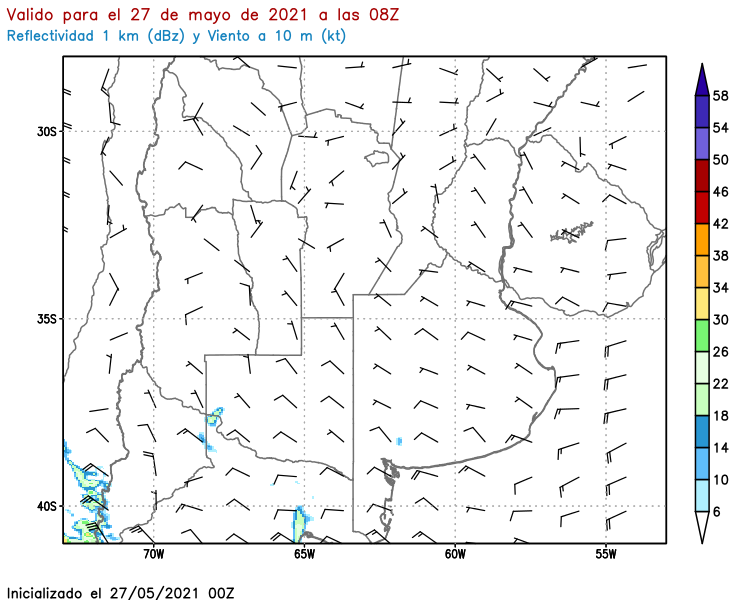 Valido para el 27 de mayo de 2021 a las 08Z
Reflectividad 1 km (dBz) y Viento a 10 m (kt)
58
54
50
46
42
38
34
30
26
22
18
14
10
6
30S
35S
40S
70W 65W 60W 55W
Inicializado el 27/05/2021 00Z